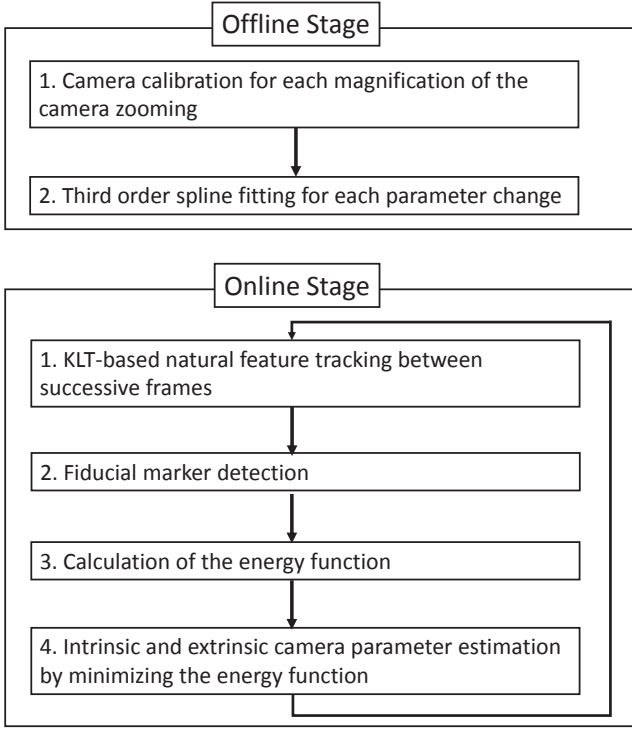 Offline Stage
1. Camera calibration for each magnification of the
camera zooming
2. Third order spline fitting for each parameter change
Online Stage
1. KLT-based natural feature tracking between
successive frames
2. Fiducial marker detection
3. Calculation of the energy function
4. Intrinsic and extrinsic camera parameter estimation
by minimizing the energy function